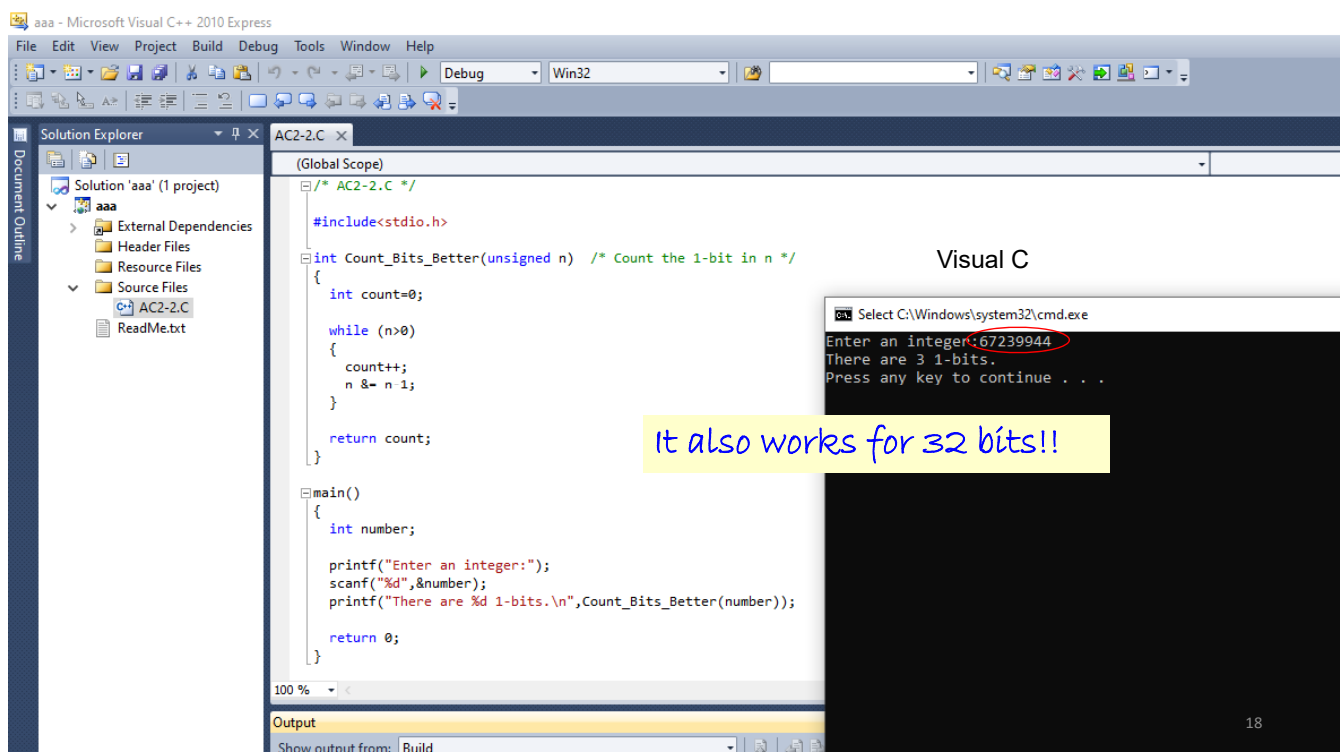 aaa - Microsoft Visual C++ 2010 Express
File Edit View Project Build Debug Tools Window Help
Debug Win32
Document Outline
Solution Explorer
Solution 'aaa' (1 project)
aaa
External Dependencies
Header Files
Resource Files
Source Files
AC2-2.C
ReadMe.txt
AC2-2.C
(Global Scope)
/* AC2-2.C */
#include<stdio.h>
int Count_Bits_Better(unsigned n) /* Count the 1-bit in n */
{
int count=0;
while (n>0)
{
count++;
n &= n-1;
}
return count;
}
main()
{
int number;
printf("Enter an integer:");
scanf("%d",&number);
printf("There are %d 1-bits.\n",Count_Bits_Better(number));
return 0;
}
100 %
Output
Show output from: Build
Visual C
Select C:\Windows\system32\cmd.exe
Enter an integer:67239944
There are 3 1-bits.
Press any key to continue . . .
It also works for 32 bits!!
18